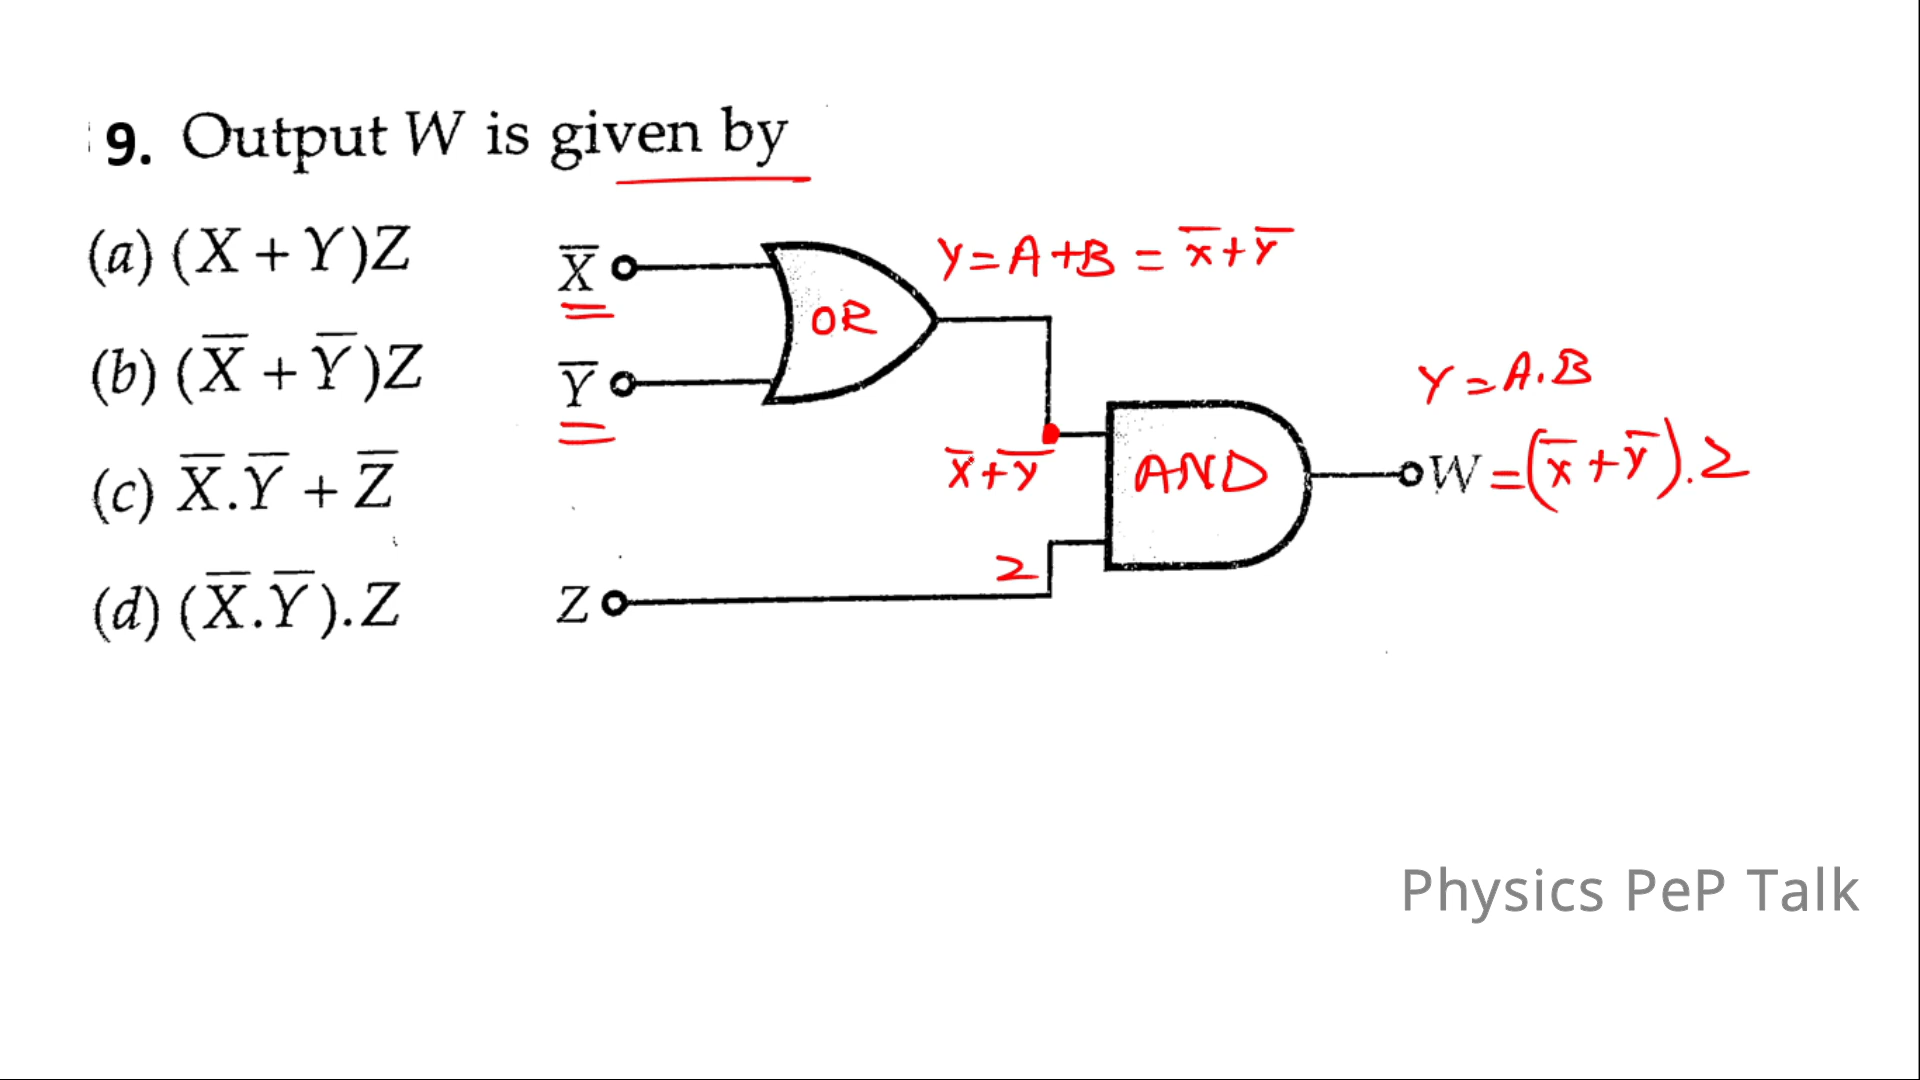 9. Output W is given by
(a) (X + Y)Z
(b) (X̅ + Y̅)Z
(c) X̅.Y̅ + Z̅
(d) (X̅.Y̅).Z
X̅
Y̅
Z
OR
Y = A + B = X̅ + Y̅
X̅ + Y̅
Z
AND
Y = A.B
W = (X̅ + Y̅).Z
Physics PeP Talk